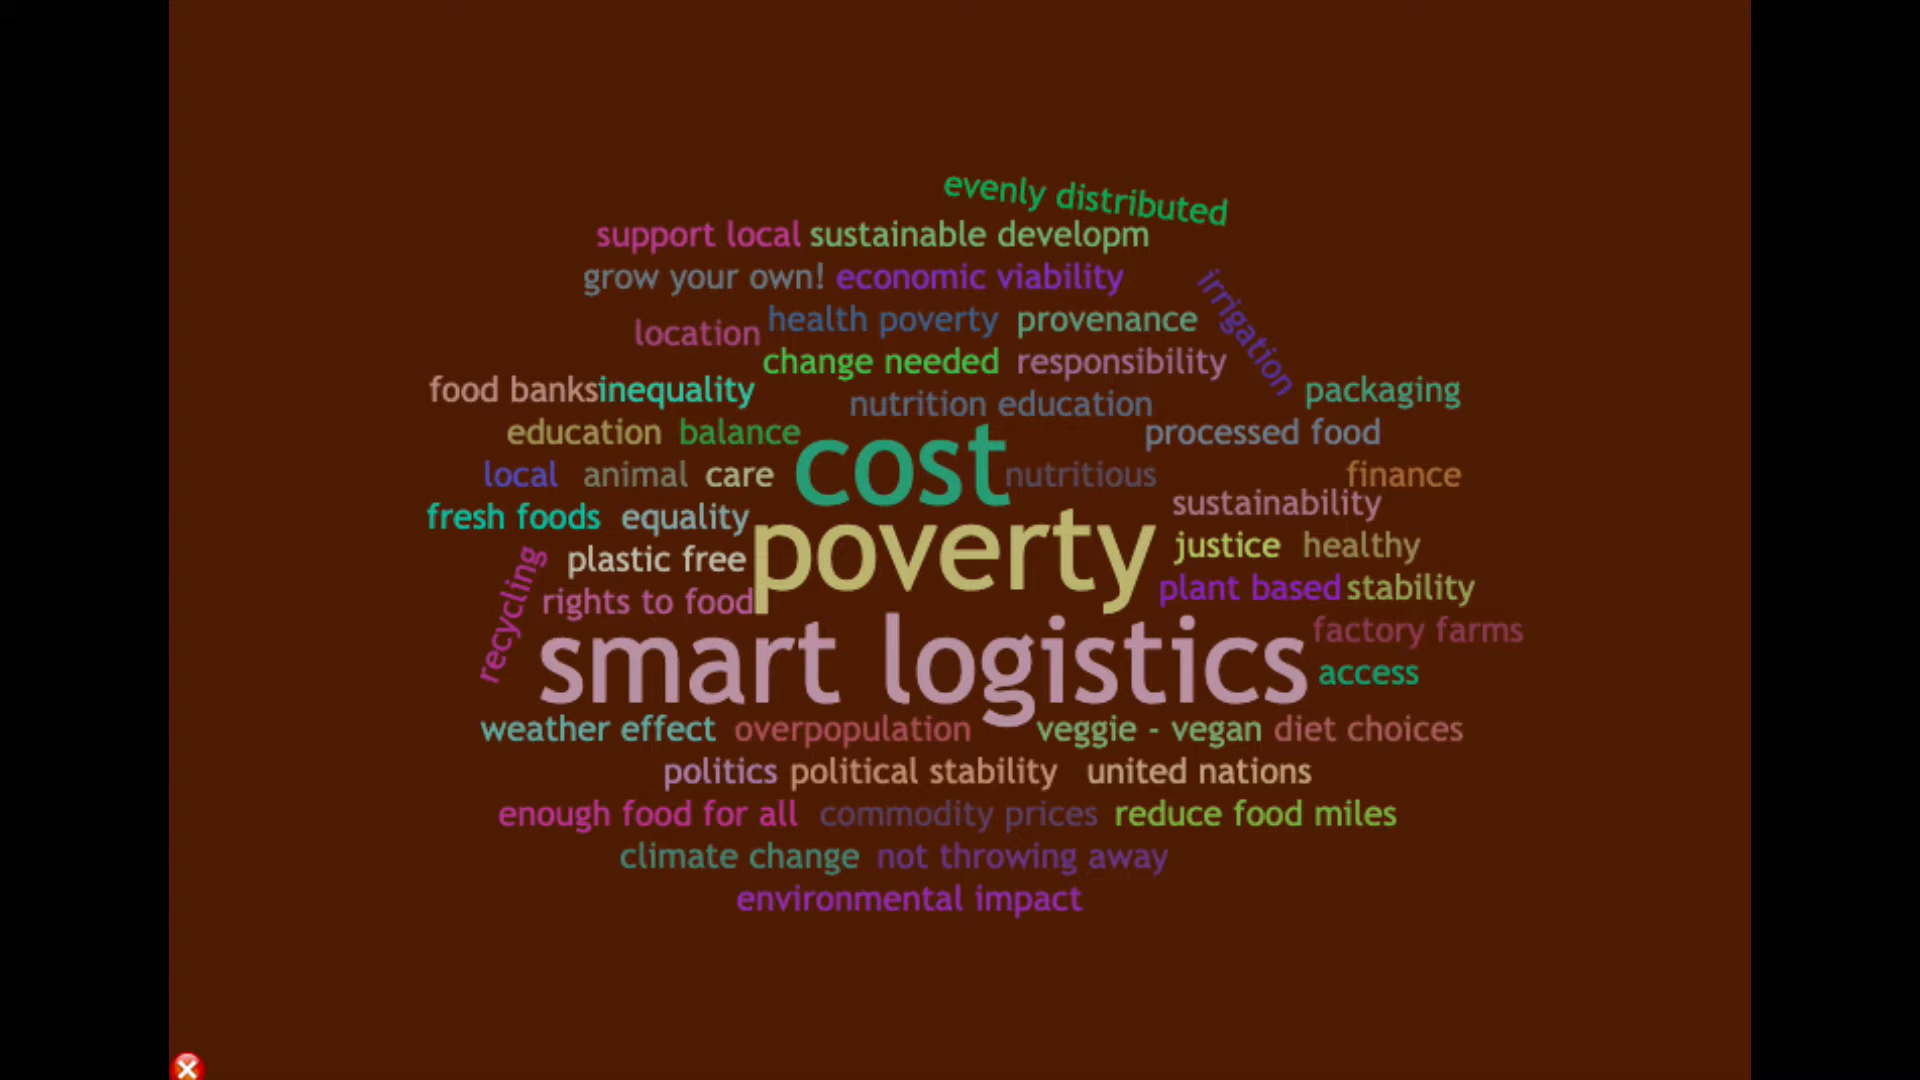 evenly distributed
support local sustainable developm
grow your own! economic viability
irrigation
location health poverty provenance
change needed responsibility
food banks inequality nutrition education packaging
education balance processed food
cost
local animal care nutritious finance
sustainability
fresh foods equality
poverty
plastic free justice healthy
recycling
rights to food plant based stability
factory farms
smart logistics
access
weather effect overpopulation veggie - vegan diet choices
politics political stability united nations
enough food for all commodity prices reduce food miles
climate change not throwing away
environmental impact